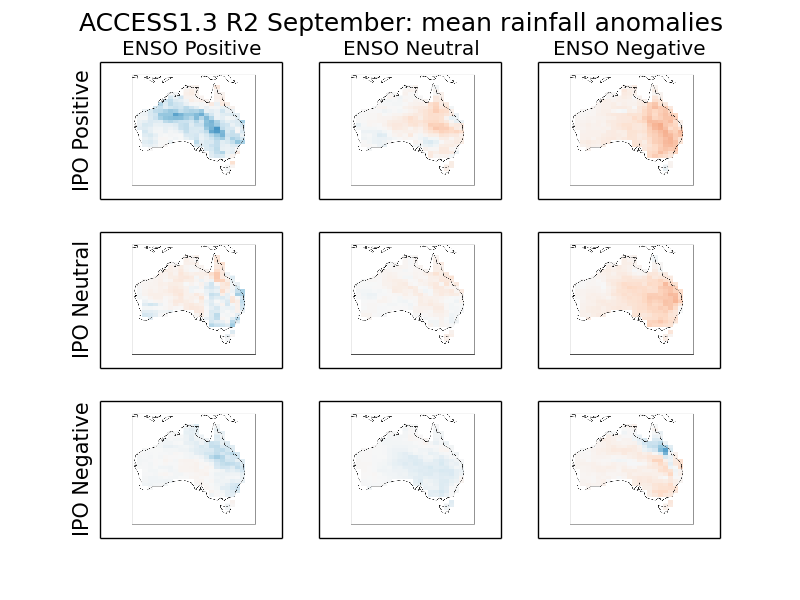 ACCESS1.3 R2 September: mean rainfall anomalies
ENSO Positive
ENSO Neutral
ENSO Negative
IPO Positive
IPO Neutral
IPO Negative